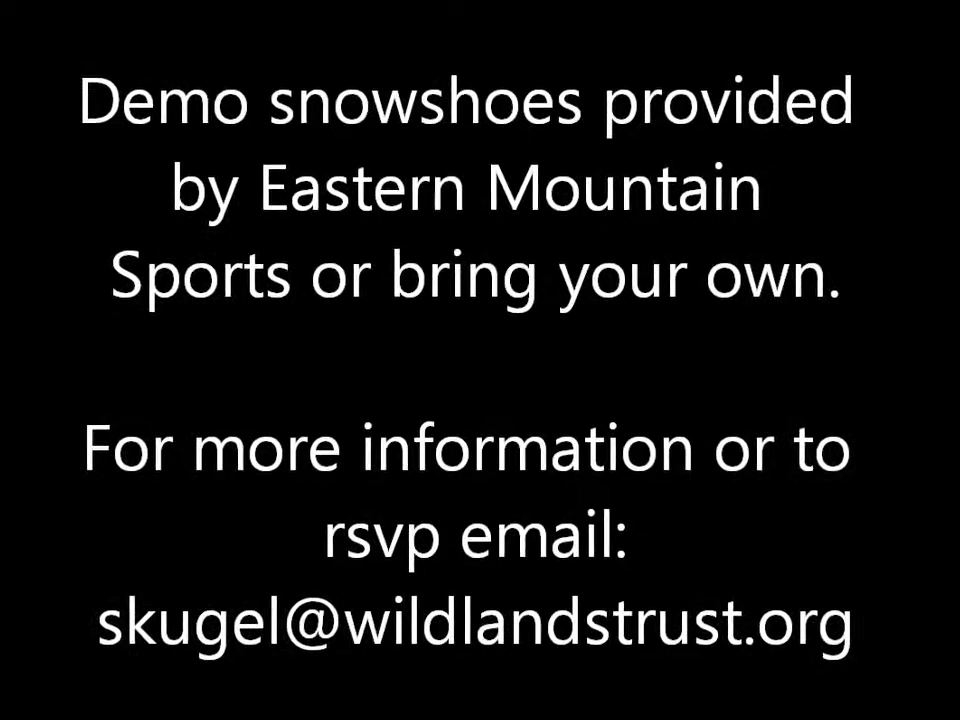 Demo snowshoes provided
by Eastern Mountain
Sports or bring your own.
For more information or to
rsvp email:
skugel@wildlandstrust.org